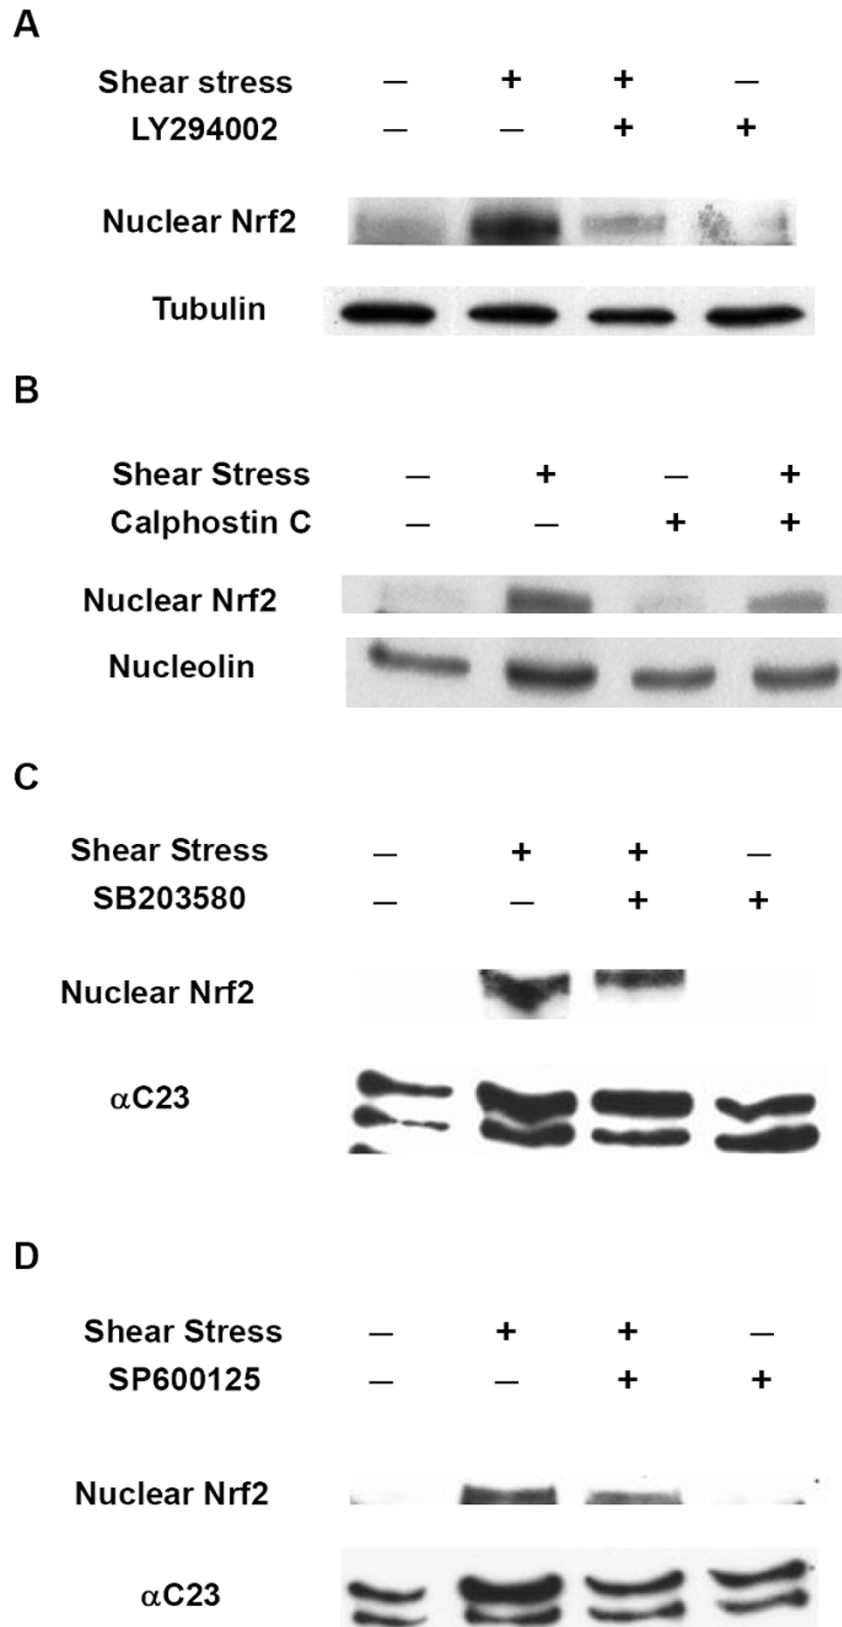 A
Shear stress — + + —
LY294002 — — + +
Nuclear Nrf2
Tubulin
B
Shear Stress — + — +
Calphostin C — — + +
Nuclear Nrf2
Nucleolin
C
Shear Stress — + + —
SB203580 — — + +
Nuclear Nrf2
αC23
D
Shear Stress — + + —
SP600125 — — + +
Nuclear Nrf2
αC23